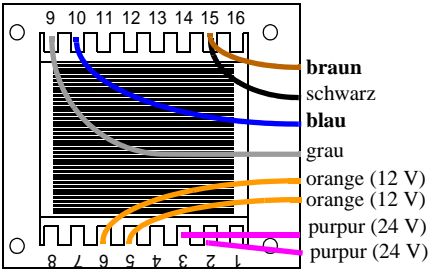 9 10 11 12 13 14 15 16
braun
schwarz
blau
grau
orange (12 V)
orange (12 V)
purpur (24 V)
purpur (24 V)
8 7 6 5 4 3 2 1